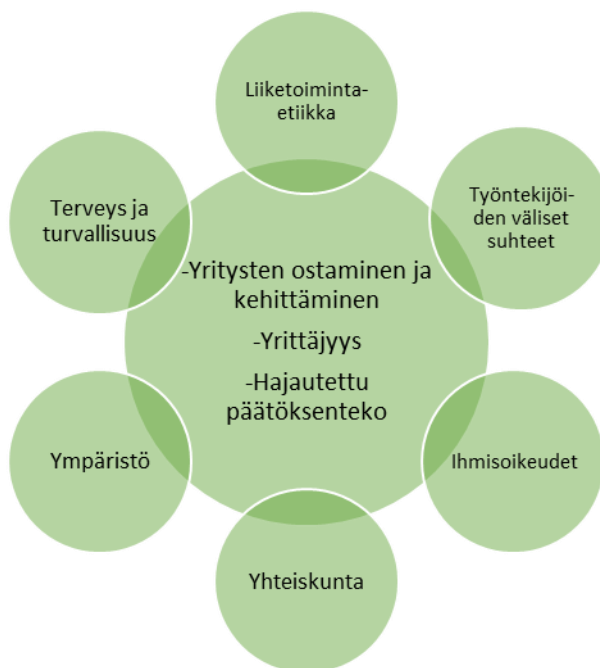 Liiketoiminta-
etiikka
Terveys ja
turvallisuus
Työntekijöi-
den väliset
suhteet
-Yritysten ostaminen ja
kehittäminen
-Yrittäjyys
-Hajautettu
päätöksenteko
Ympäristö
Ihmisoikeudet
Yhteiskunta